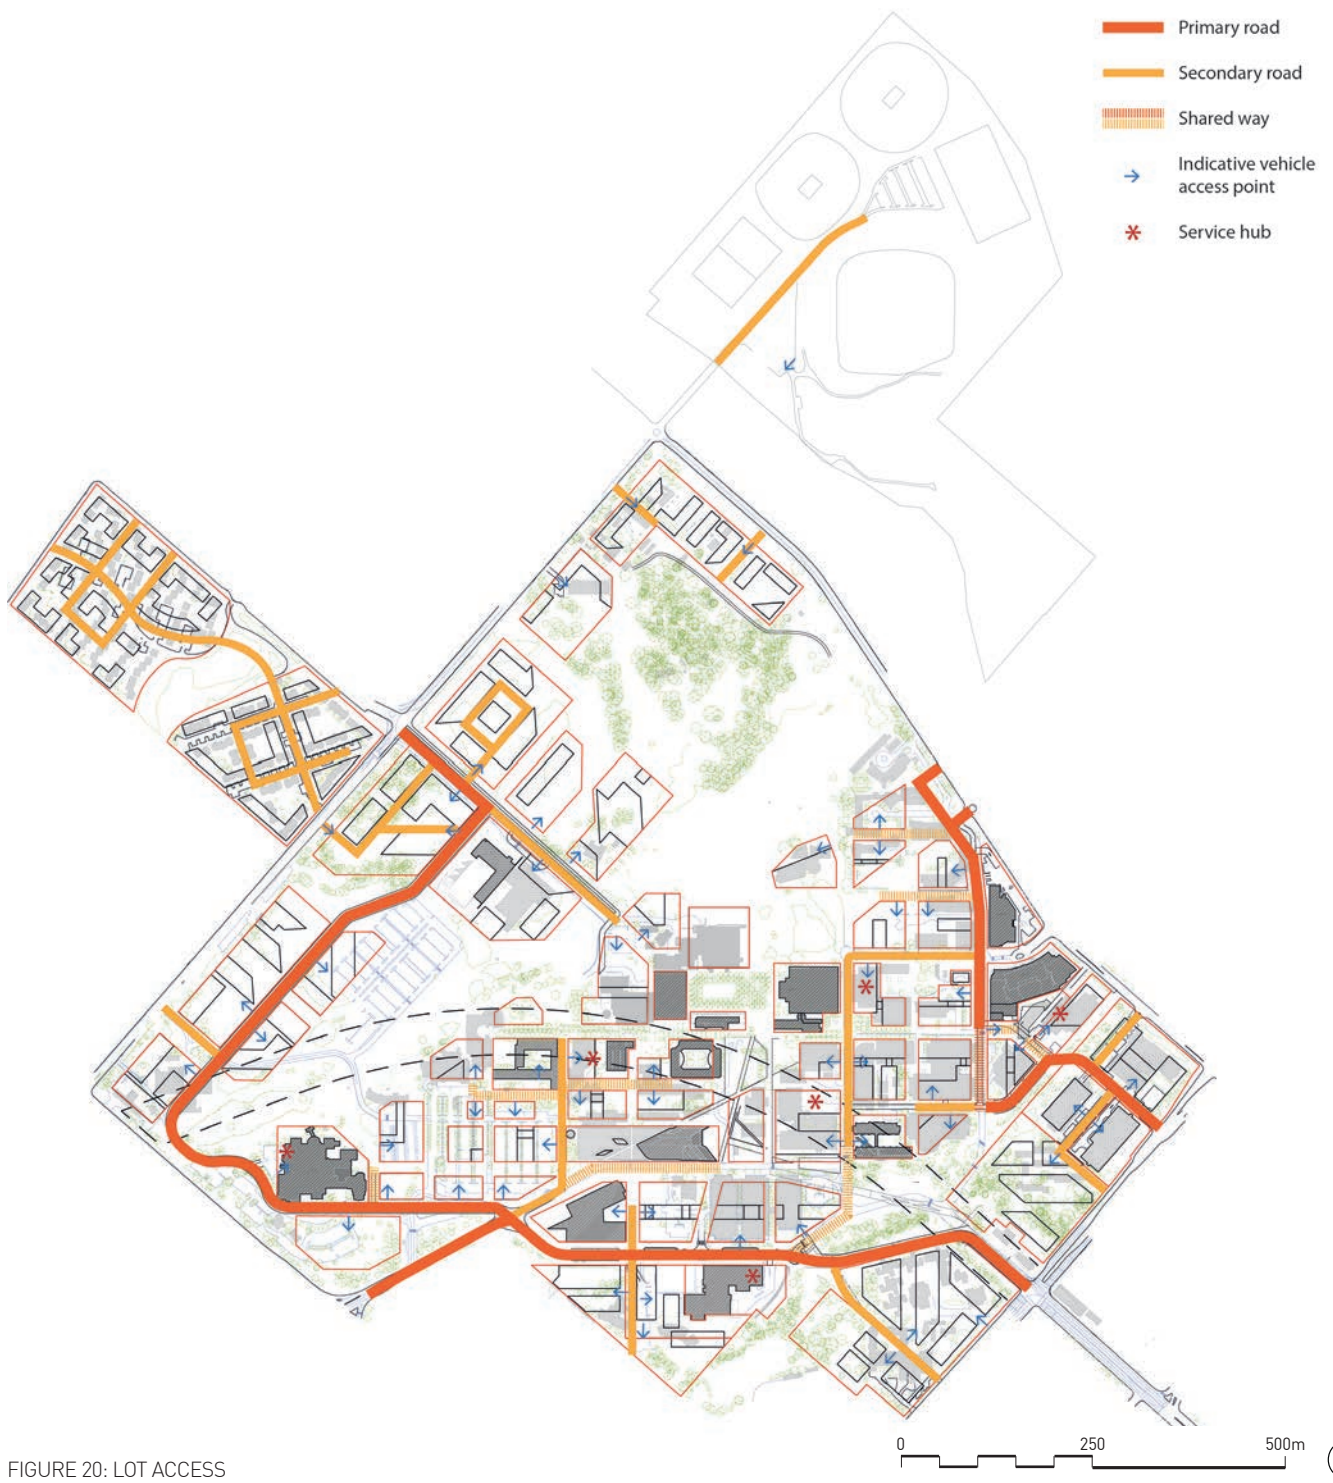 Primary road
Secondary road
Shared way
Indicative vehicle
access point
Service hub
0 250 500m
FIGURE 20: LOT ACCESS